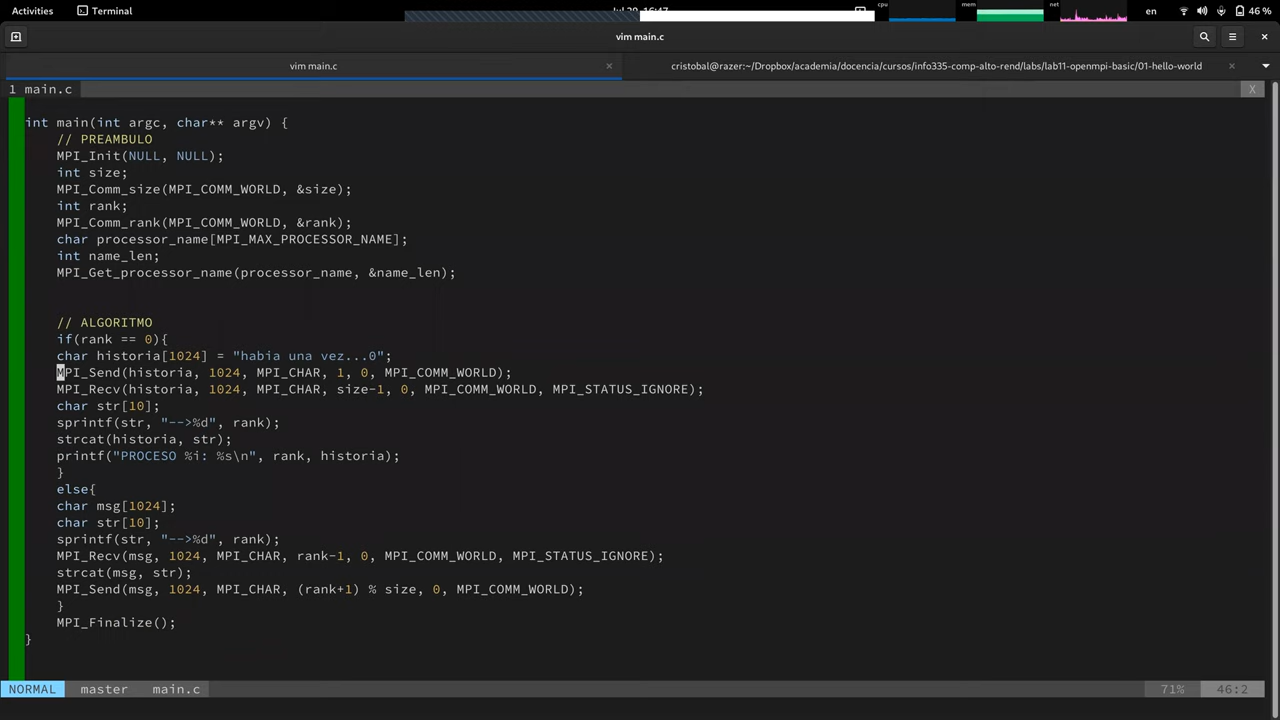 Activities
Terminal
cpu
mem
net
en
46 %
vim main.c
vim main.c
cristobal@razer:~/Dropbox/academia/docencia/cursos/info335-comp-alto-rend/labs/lab11-openmpi-basic/01-hello-world
1 main.c
X
int main(int argc, char** argv) {
// PREAMBULO
MPI_Init(NULL, NULL);
int size;
MPI_Comm_size(MPI_COMM_WORLD, &size);
int rank;
MPI_Comm_rank(MPI_COMM_WORLD, &rank);
char processor_name[MPI_MAX_PROCESSOR_NAME];
int name_len;
MPI_Get_processor_name(processor_name, &name_len);
// ALGORITMO
if(rank == 0){
char historia[1024] = "habia una vez...0";
MPI_Send(historia, 1024, MPI_CHAR, 1, 0, MPI_COMM_WORLD);
MPI_Recv(historia, 1024, MPI_CHAR, size-1, 0, MPI_COMM_WORLD, MPI_STATUS_IGNORE);
char str[10];
sprintf(str, "-->%d", rank);
strcat(historia, str);
printf("PROCESO %i: %s\n", rank, historia);
}
else{
char msg[1024];
char str[10];
sprintf(str, "-->%d", rank);
MPI_Recv(msg, 1024, MPI_CHAR, rank-1, 0, MPI_COMM_WORLD, MPI_STATUS_IGNORE);
strcat(msg, str);
MPI_Send(msg, 1024, MPI_CHAR, (rank+1) % size, 0, MPI_COMM_WORLD);
}
MPI_Finalize();
}
NORMAL
master
main.c
71%
46:2